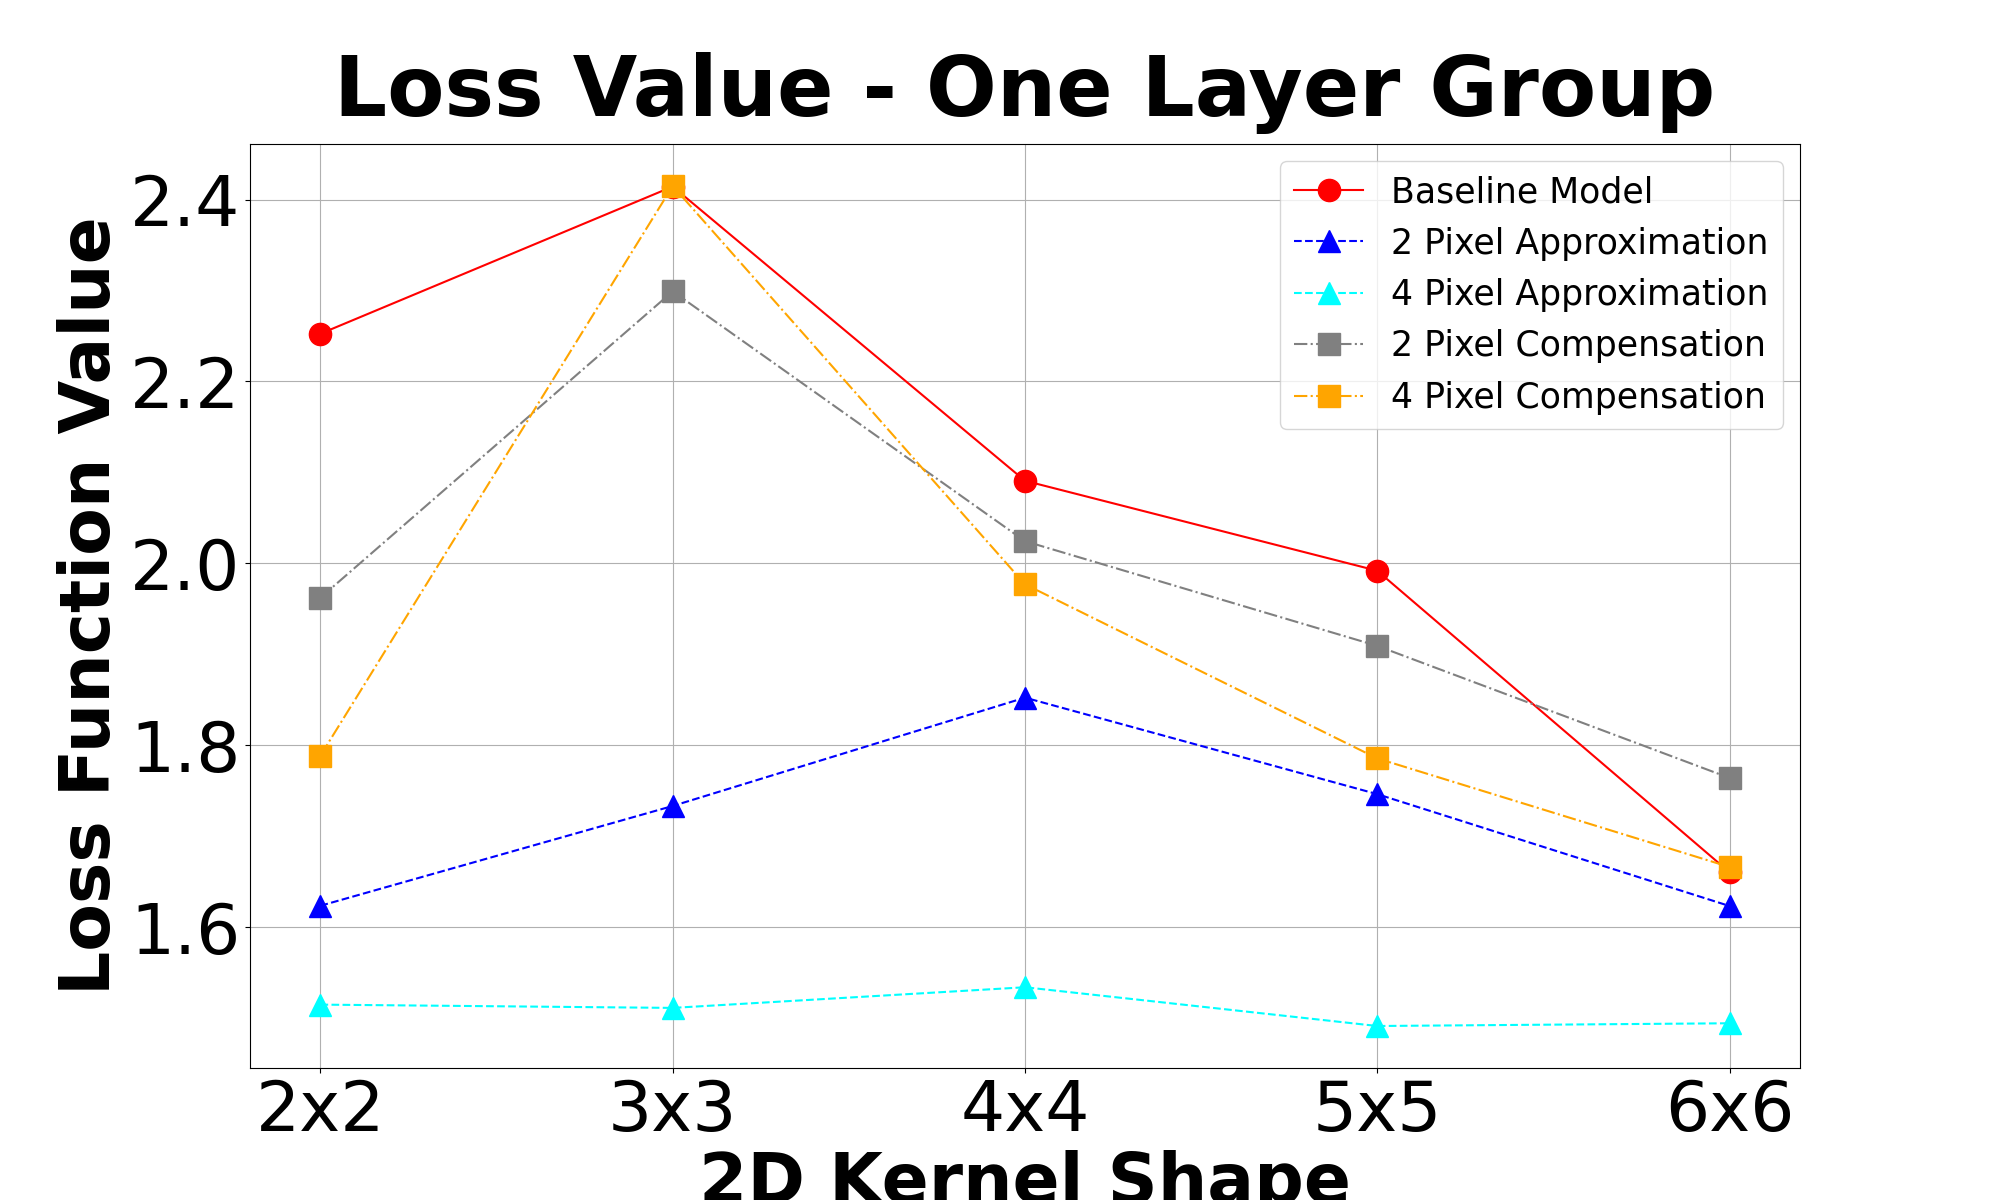 Loss Value - One Layer Group
Loss Function Value
2.4
2.2
2.0
1.8
1.6
Baseline Model
2 Pixel Approximation
4 Pixel Approximation
2 Pixel Compensation
4 Pixel Compensation
2x2 3x3 4x4 5x5 6x6
2D Kernel Shape